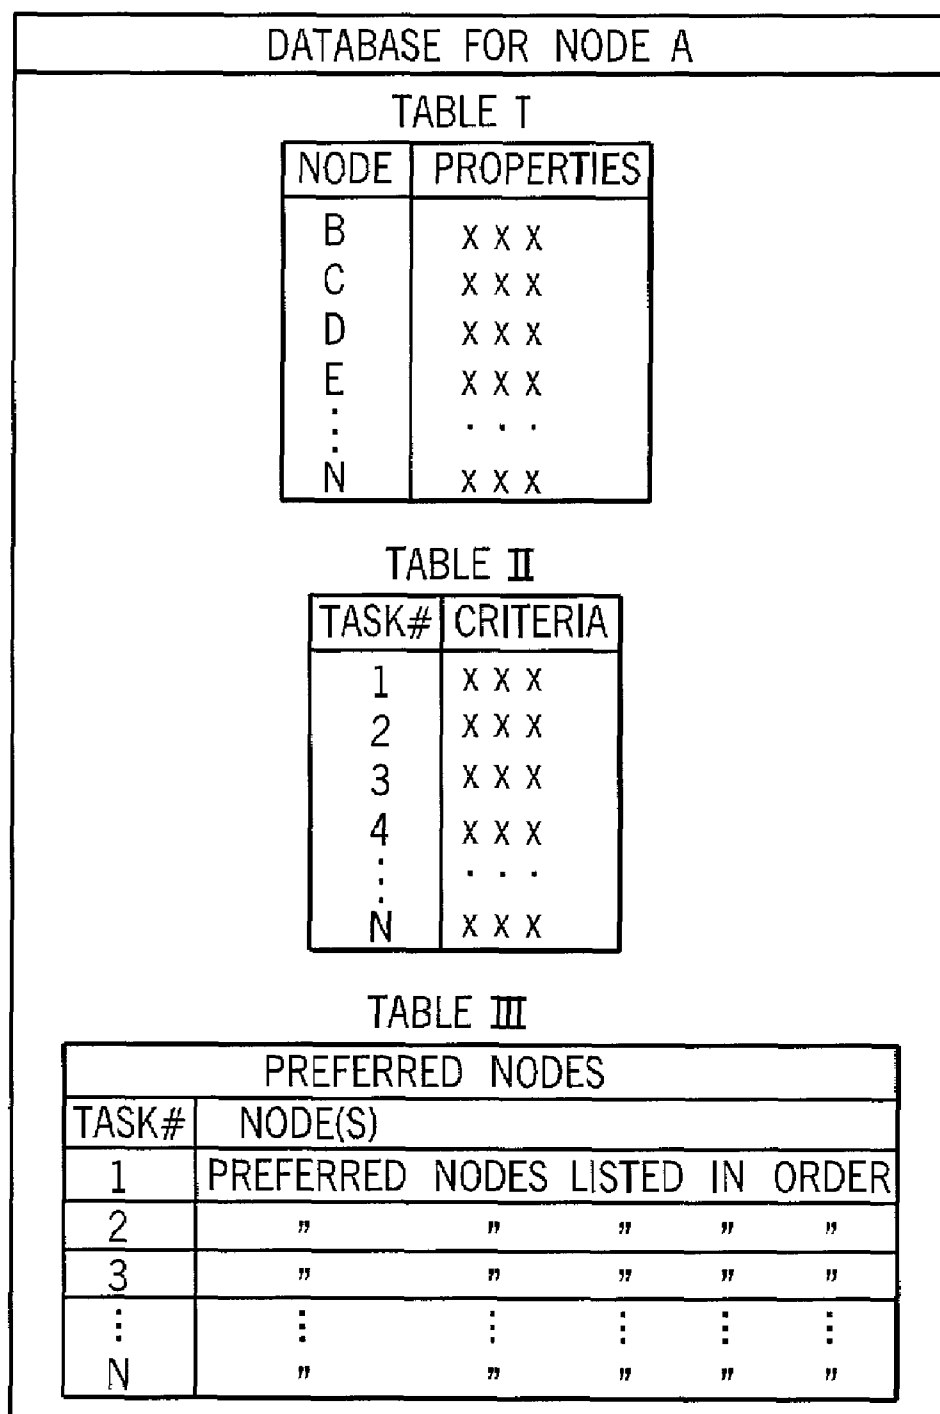 DATABASE FOR NODE A
TABLE I
NODE PROPERTIES
B X X X
C X X X
D X X X
E X X X
⋮ . . .
N X X X
TABLE II
TASK# CRITERIA
1 X X X
2 X X X
3 X X X
4 X X X
⋮ . . .
N X X X
TABLE III
PREFERRED NODES
TASK# NODE(S)
1 PREFERRED NODES LISTED IN ORDER
2 " " " " "
3 " " " " "
⋮ ⋮ ⋮ ⋮ ⋮ ⋮
N " " " " "